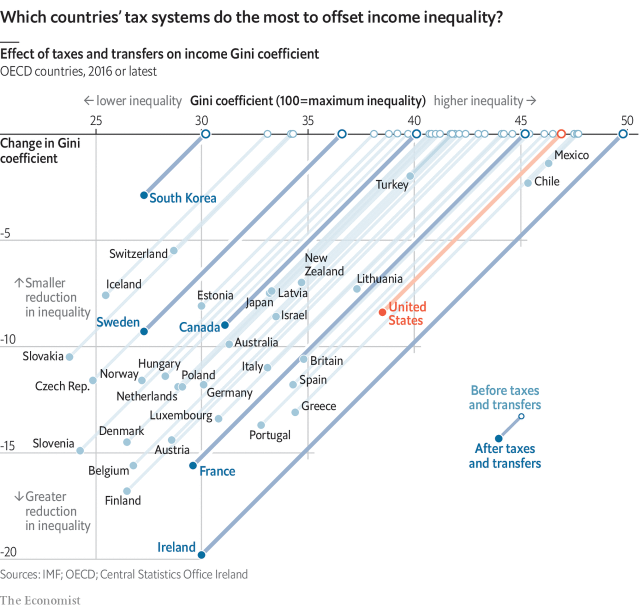 Which countries’ tax systems do the most to offset income inequality?
Effect of taxes and transfers on income Gini coefficient
OECD countries, 2016 or latest
←lower inequality Gini coefficient (100=maximum inequality) higher inequality→
25 30 35 40 45 50
Change in Gini
coefficient
Mexico
Turkey
Chile
South Korea
-5
Switzerland
New
Zealand
Lithuania
↑Smaller
reduction
in inequality
Iceland
Estonia
Japan
Latvia
United
States
Israel
Sweden
Canada
Australia
-10
Slovakia
Hungary
Italy
Britain
Norway
Poland
Czech Rep.
Netherlands
Germany
Spain
Before taxes
and transfers
Luxembourg
Greece
Denmark
Portugal
Slovenia
Austria
After taxes
and transfers
-15
Belgium
France
↓Greater
reduction
in inequality
Finland
Ireland
-20
Sources: IMF; OECD; Central Statistics Office Ireland
The Economist